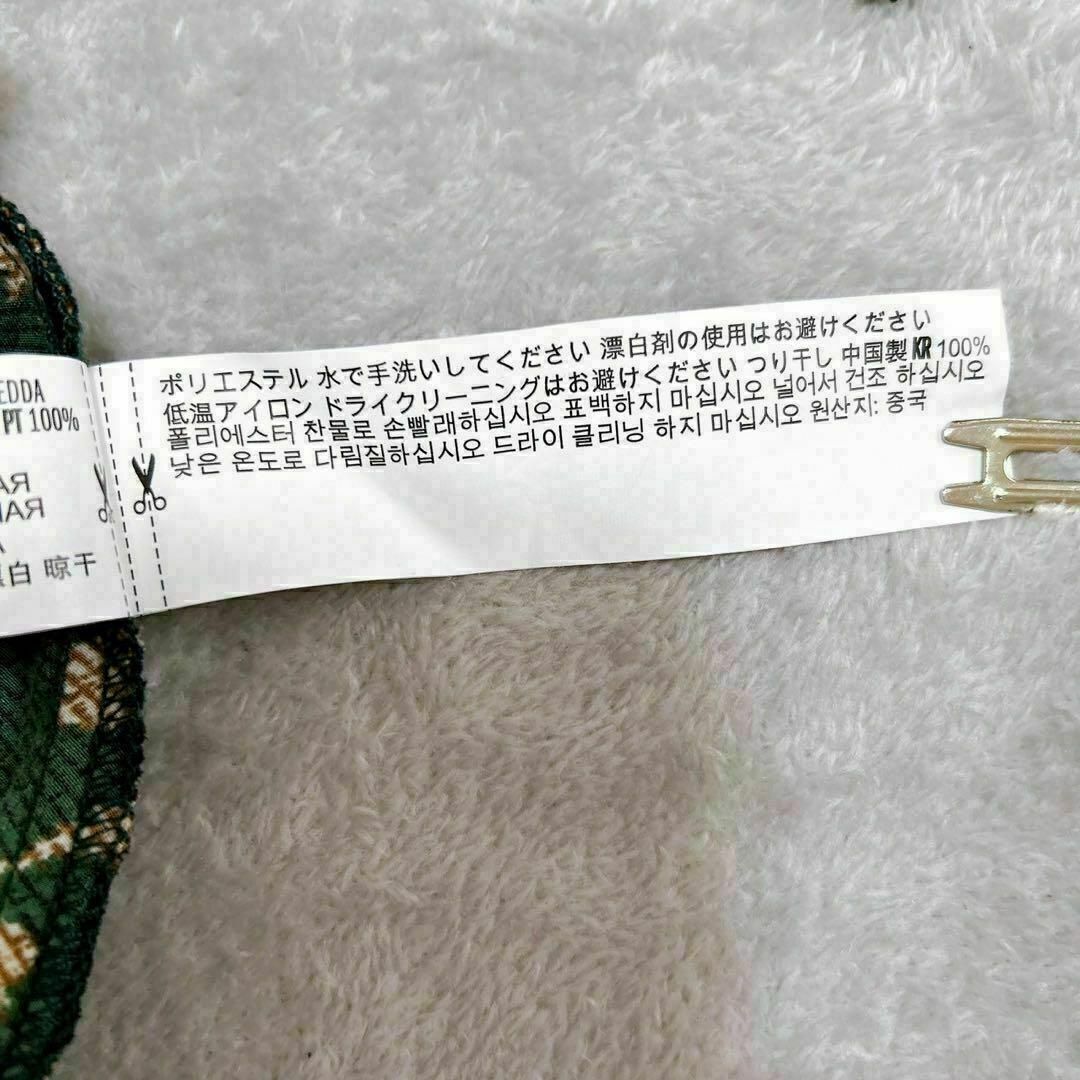 EDDA
PT 100%
白 晾干
ポリエステル 水で手洗いしてください 漂白剤の使用はお避けください
低温アイロン ドライクリーニングはお避けください つり干し 中国製 KR 100%
폴리에스터 찬물로 손빨래하십시오 표백하지 마십시오 널어서 건조 하십시오
낮은 온도로 다림질하십시오 드라이 클리닝 하지 마십시오 원산지: 중국